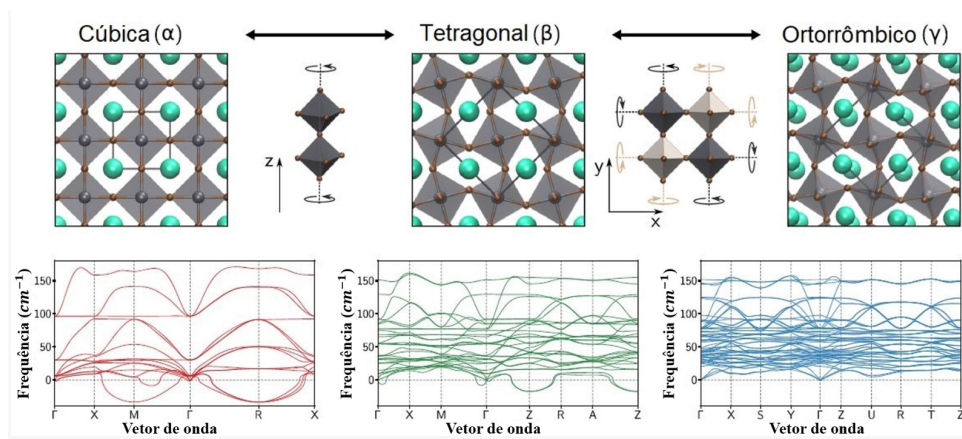 Cúbica (α)
Tetragonal (β)
Ortorrômbico (γ)
z
y
x
Frequência (cm⁻¹)
150
100
50
0
Γ X M Γ R X
Vetor de onda
Frequência (cm⁻¹)
150
100
50
0
Γ X M Γ Z R A Z
Vetor de onda
Frequência (cm⁻¹)
150
100
50
0
Γ X S Y Γ Z U R T Z
Vetor de onda